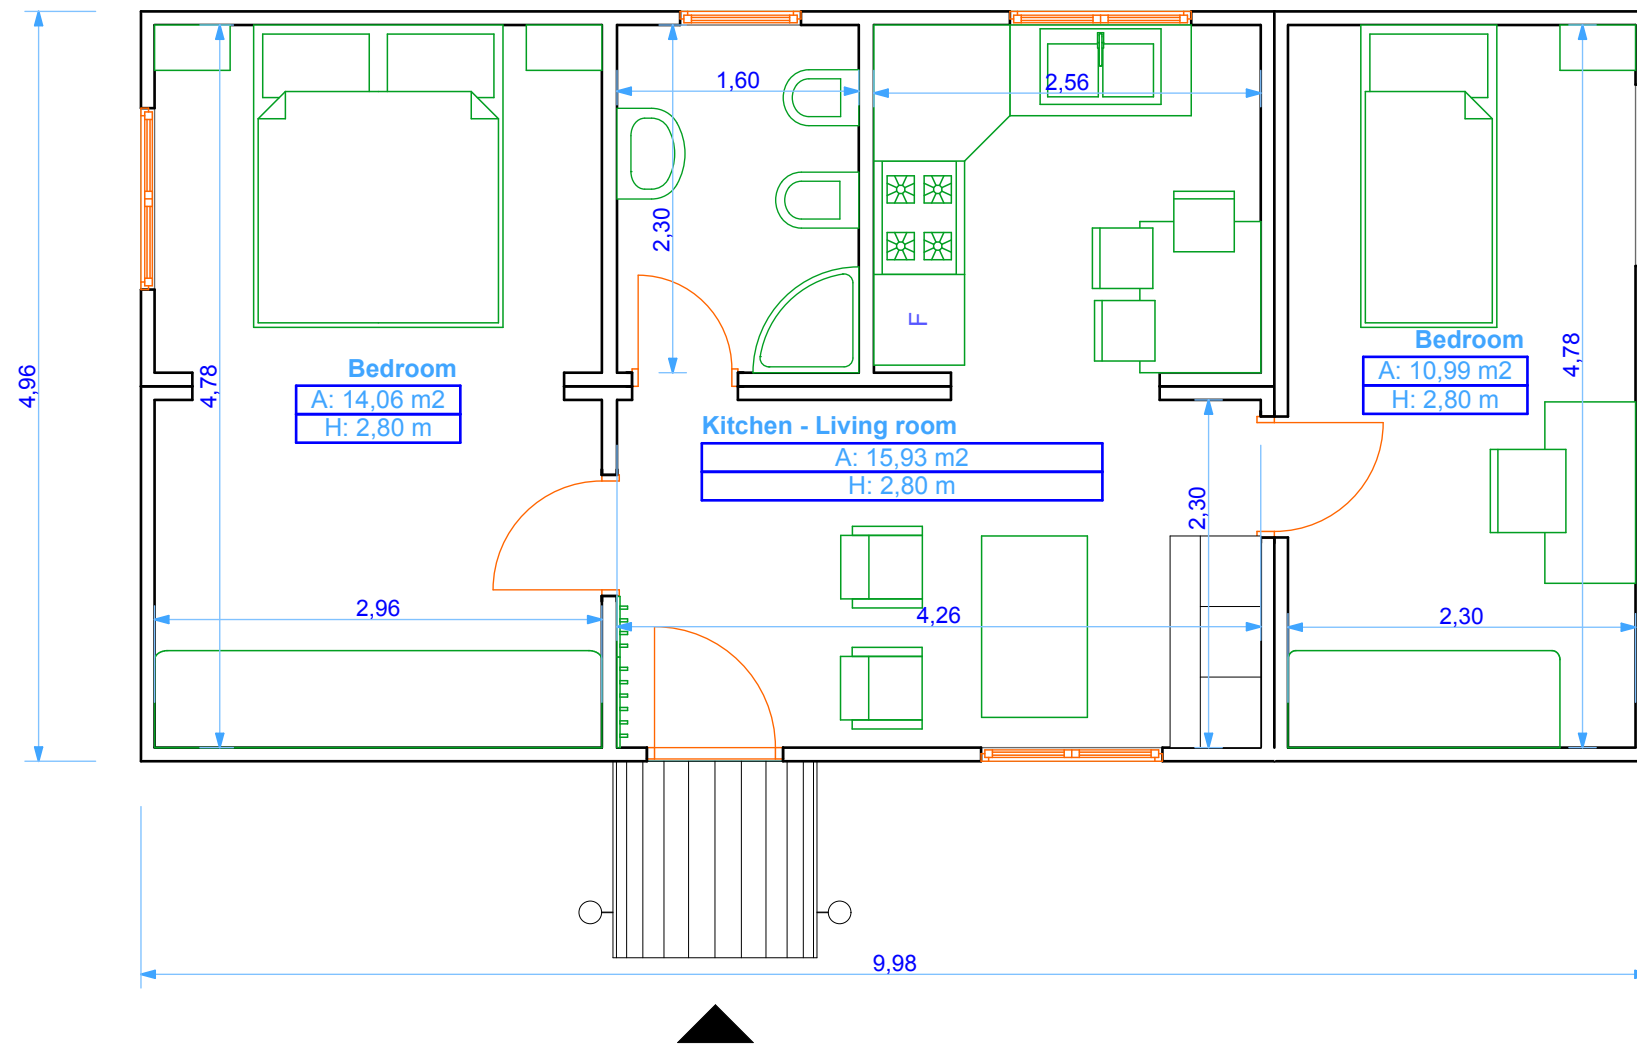 1,60
2,56
2,30
F
4,96
4,78
Bedroom
A: 14,06 m2
H: 2,80 m
Bedroom
A: 10,99 m2
H: 2,80 m
4,78
Kitchen - Living room
A: 15,93 m2
H: 2,80 m
2,30
2,96
4,26
2,30
9,98